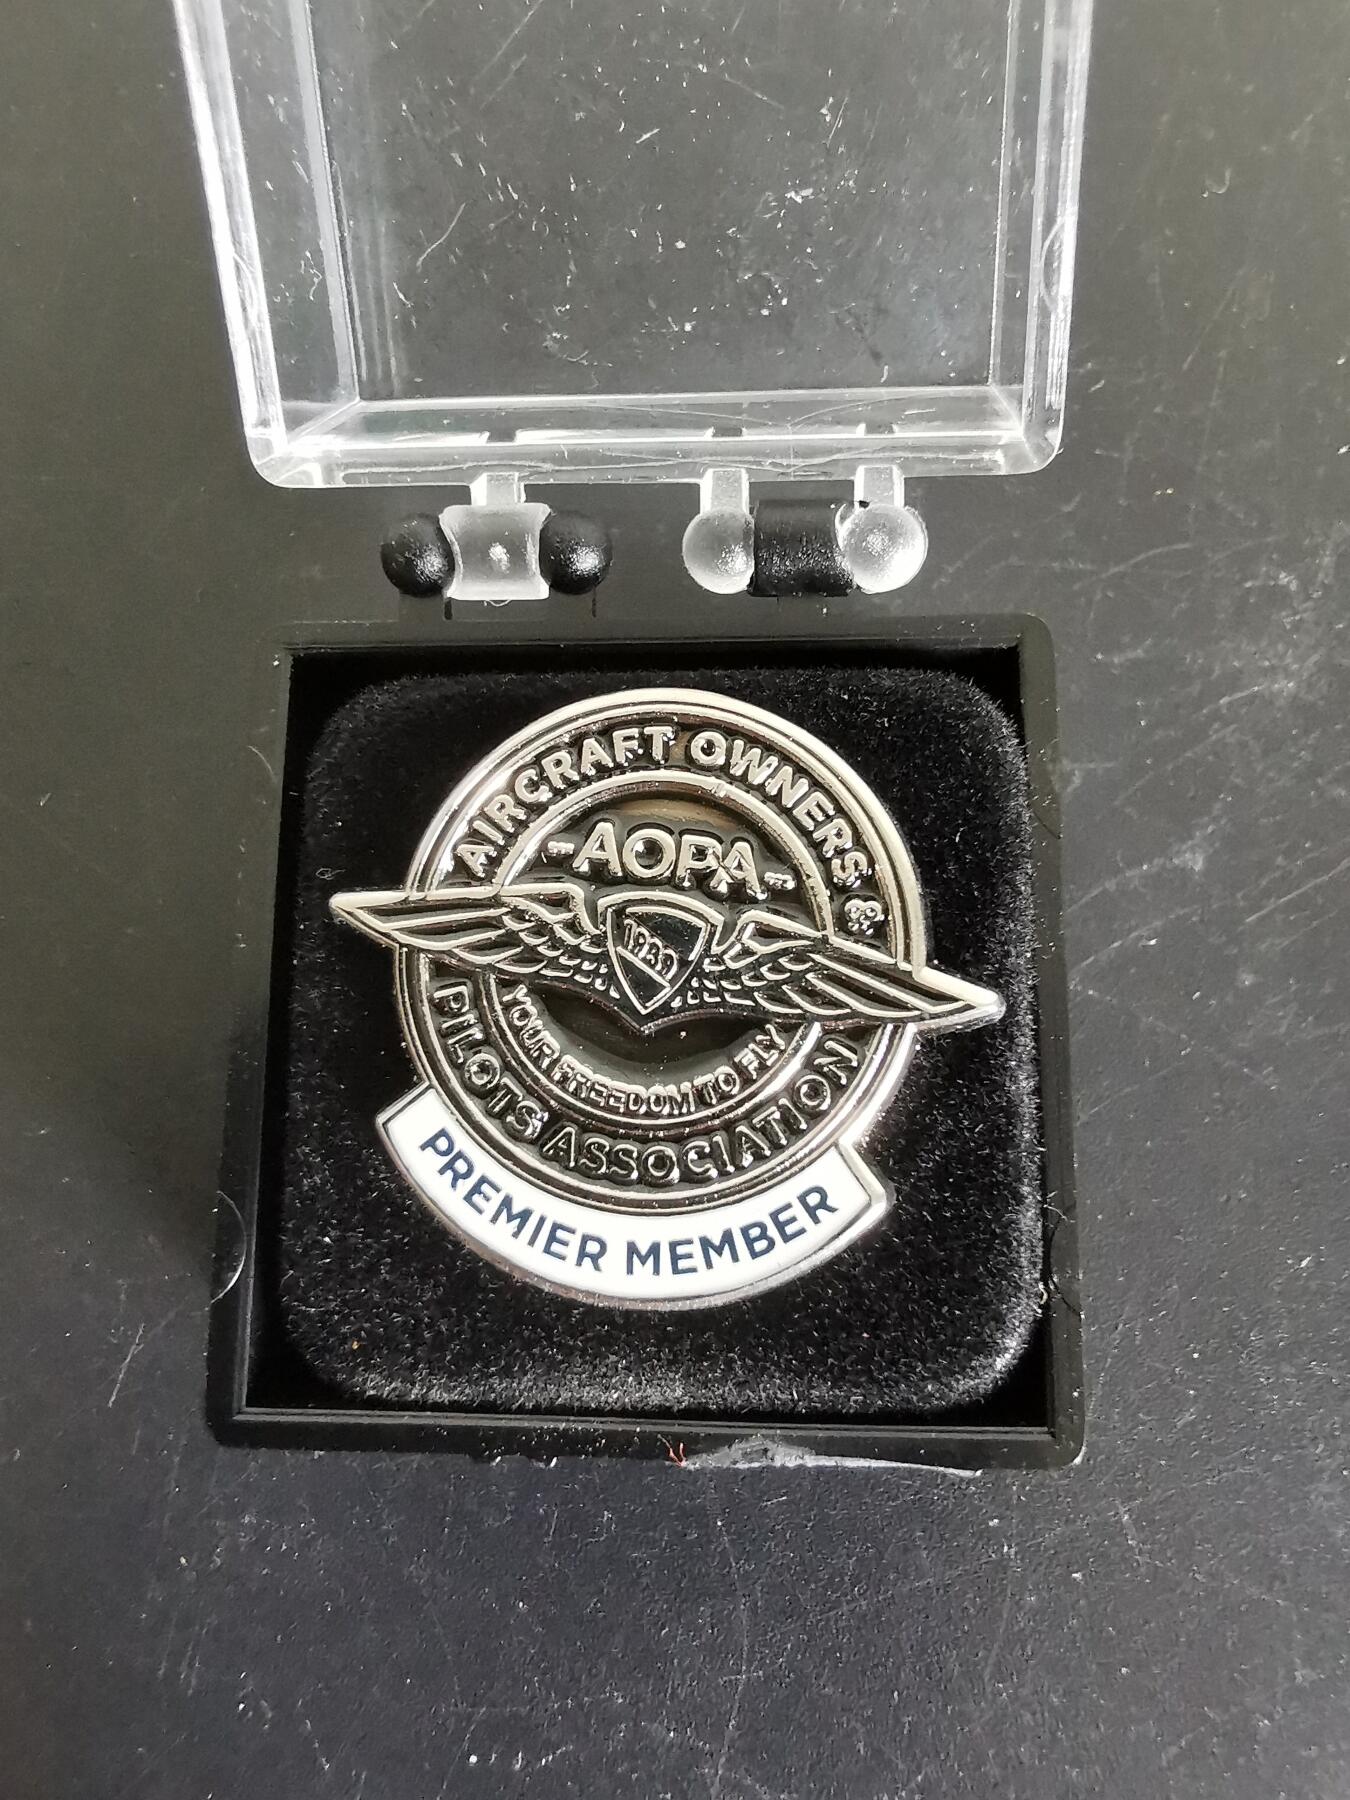 AIRCRAFT OWNERS &
-AOPA-
1939
YOUR FREEDOM TO FLY
PILOTS ASSOCIATION
PREMIER MEMBER